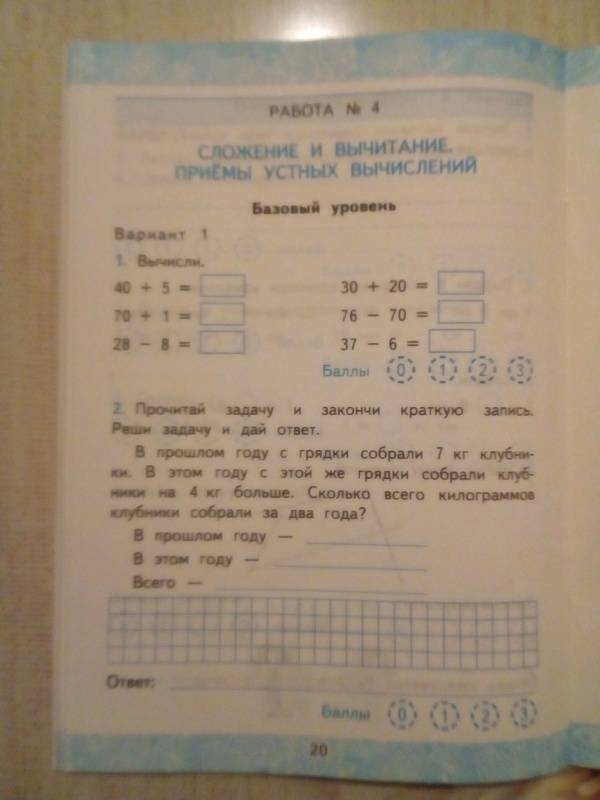 РАБОТА № 4
СЛОЖЕНИЕ И ВЫЧИТАНИЕ.
ПРИЁМЫ УСТНЫХ ВЫЧИСЛЕНИЙ
Базовый уровень
Вариант 1
1. Вычисли.
40 + 5 = 30 + 20 =
70 + 1 = 76 − 70 =
28 − 8 = 37 − 6 =
Баллы 0 1 2 3
2. Прочитай задачу и закончи краткую запись.
Реши задачу и дай ответ.
В прошлом году с грядки собрали 7 кг клубни-
ки. В этом году с этой же грядки собрали клуб-
ники на 4 кг больше. Сколько всего килограммов
клубники собрали за два года?
В прошлом году —
В этом году —
Всего —
Ответ:
Баллы 0 1 2 3
20